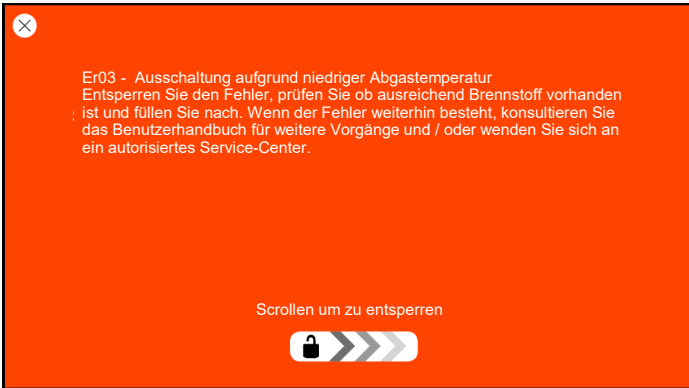 Er03 - Ausschaltung aufgrund niedriger Abgastemperatur
Entsperren Sie den Fehler, prüfen Sie ob ausreichend Brennstoff vorhanden
ist und füllen Sie nach. Wenn der Fehler weiterhin besteht, konsultieren Sie
das Benutzerhandbuch für weitere Vorgänge und / oder wenden Sie sich an
ein autorisiertes Service-Center.
Scrollen um zu entsperren